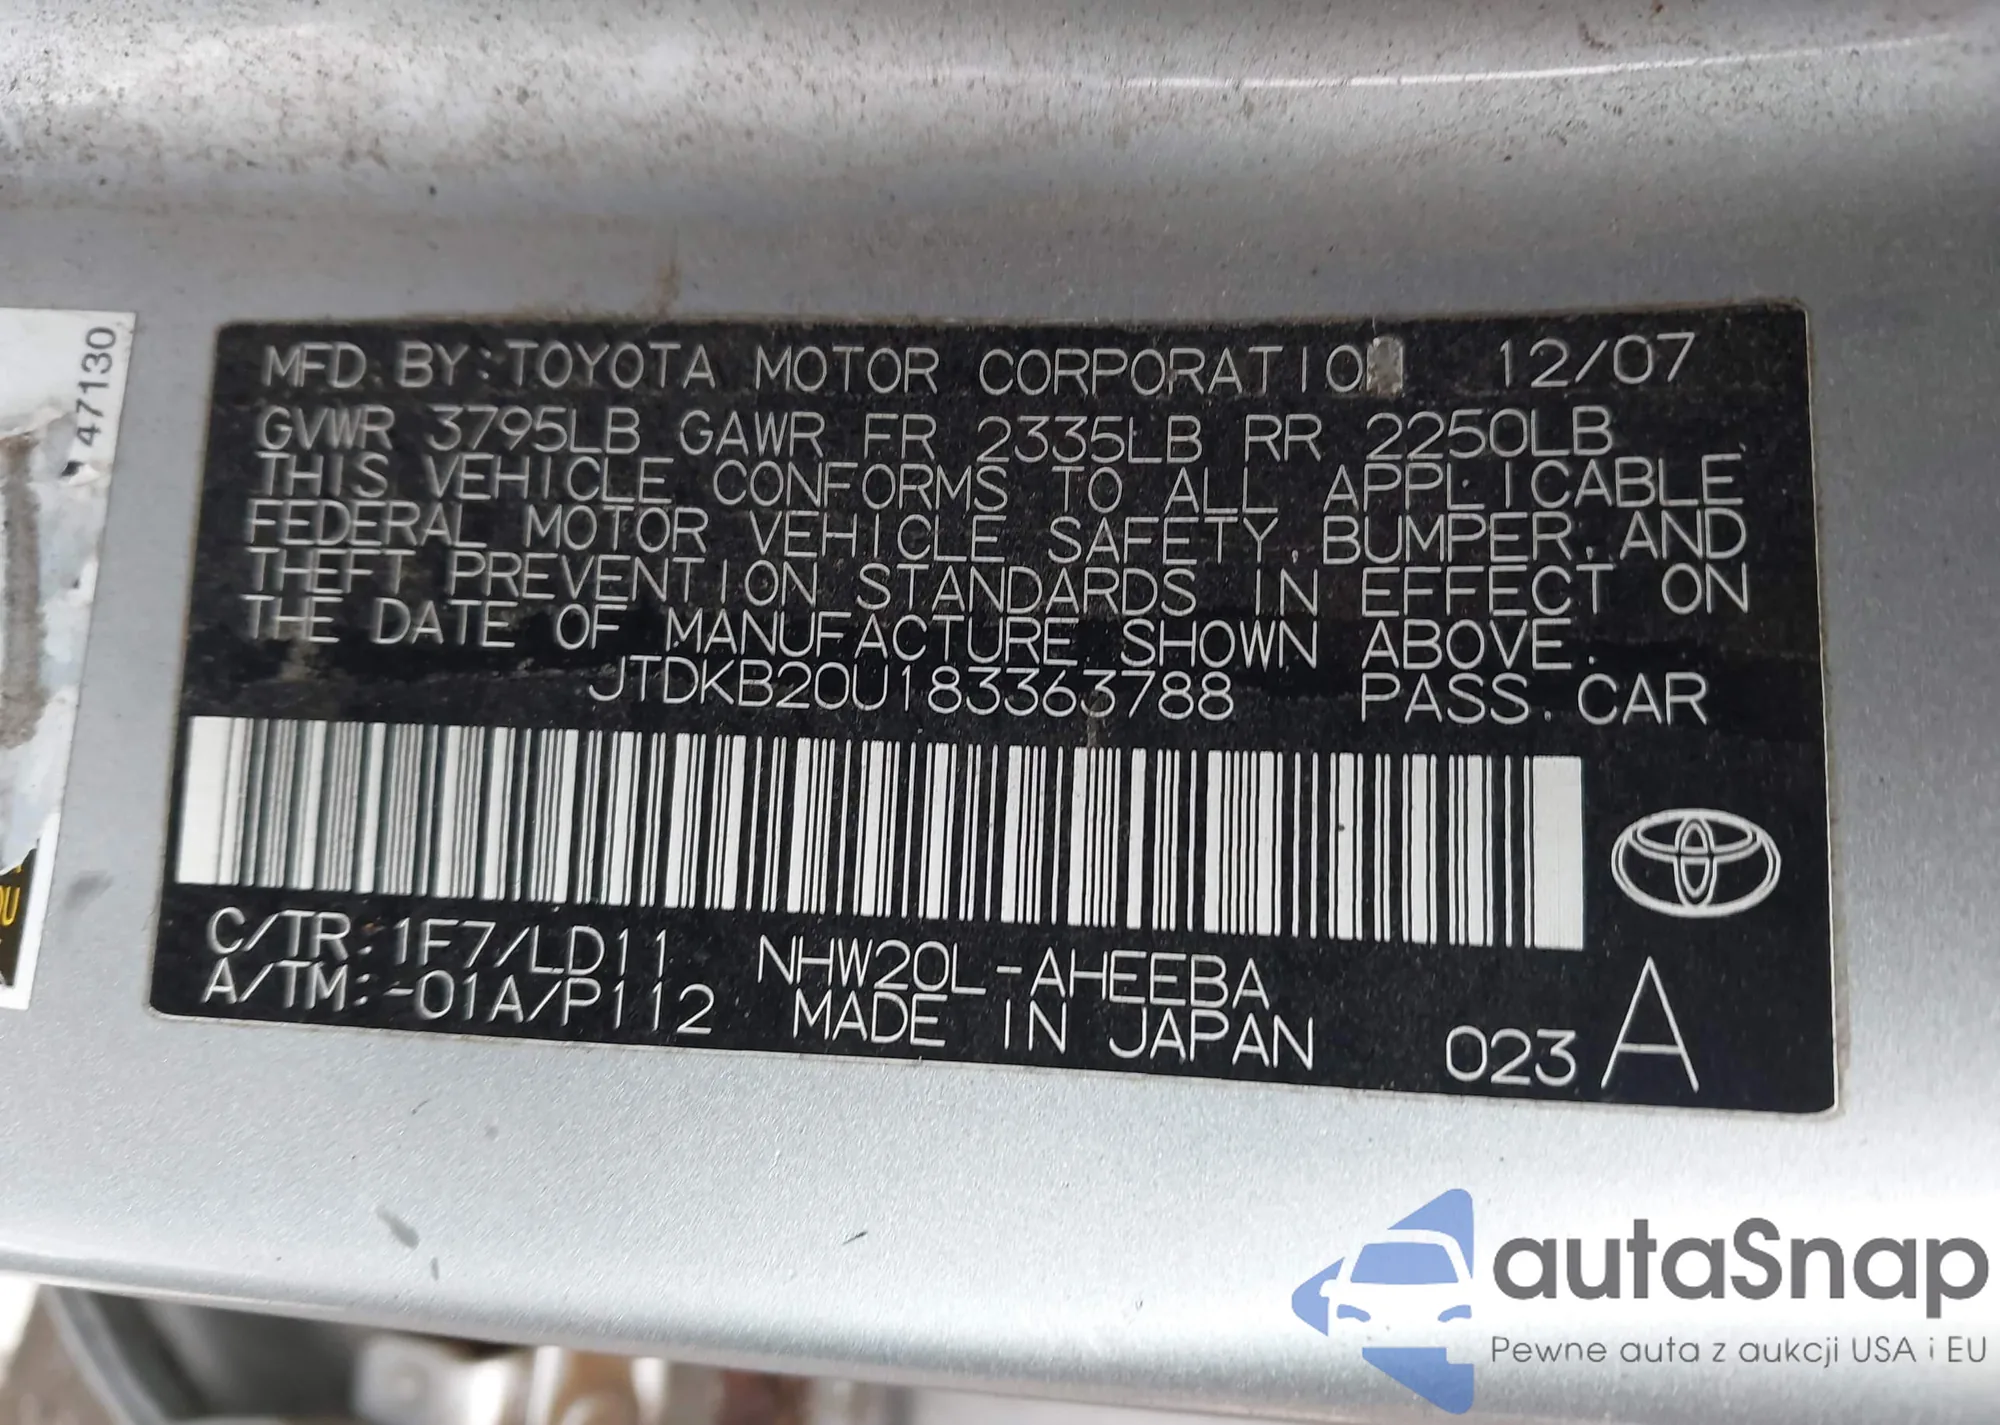 MFD. BY: TOYOTA MOTOR CORPORATION 12/07
GVWR 3795LB GAWR FR 2335LB RR 2250LB
THIS VEHICLE CONFORMS TO ALL APPLICABLE
FEDERAL MOTOR VEHICLE SAFETY, BUMPER, AND
THEFT PREVENTION STANDARDS IN EFFECT ON
THE DATE OF MANUFACTURE SHOWN ABOVE.
JTDKB20U183363788 PASS. CAR
C/TR: 1F7/LD11 NHW20L-AHEEBA
A/TM: -01A/P112 MADE IN JAPAN 023 A
47130
autaSnap
Pewne auta z aukcji USA i EU